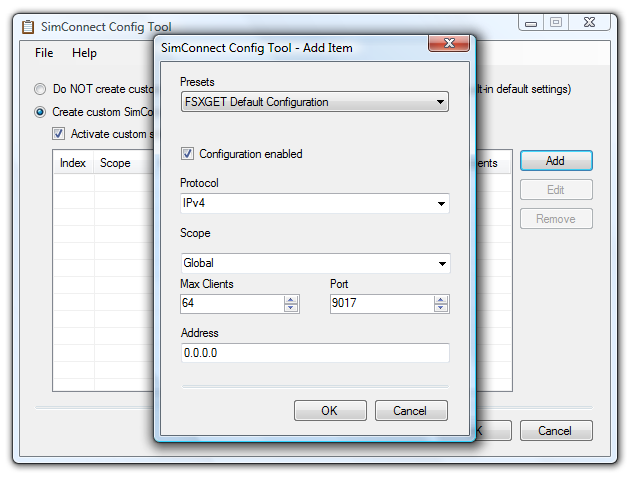 SimConnect Config Tool
SimConnect Config Tool - Add Item
File Help
Presets
FSXGET Default Configuration
Do NOT create custo
lt-in default settings)
Create custom SimCo
Activate custom s
Configuration enabled
Index Scope
ents
Add
Edit
Remove
Protocol
IPv4
Scope
Global
Max Clients Port
64 9017
Address
0.0.0.0
OK Cancel
K Cancel